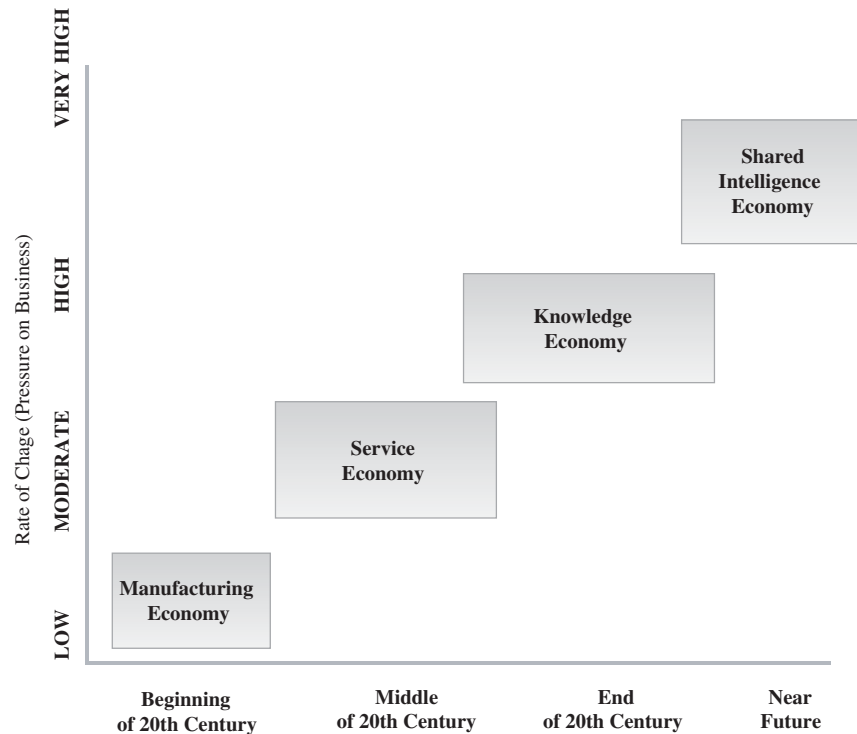 VERY HIGH
HIGH
MODERATE
LOW
Rate of Chage (Pressure on Business)
Shared
Intelligence
Economy
Knowledge
Economy
Service
Economy
Manufacturing
Economy
Beginning
of 20th Century
Middle
of 20th Century
End
of 20th Century
Near
Future